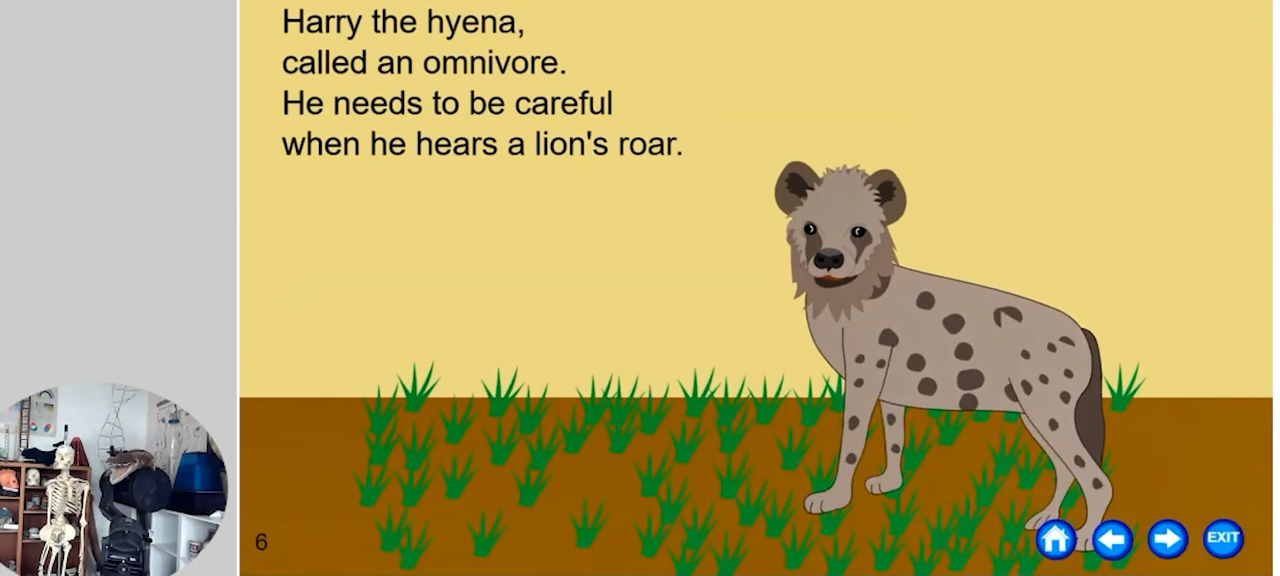 Harry the hyena,
called an omnivore.
He needs to be careful
when he hears a lion's roar.
6
EXIT